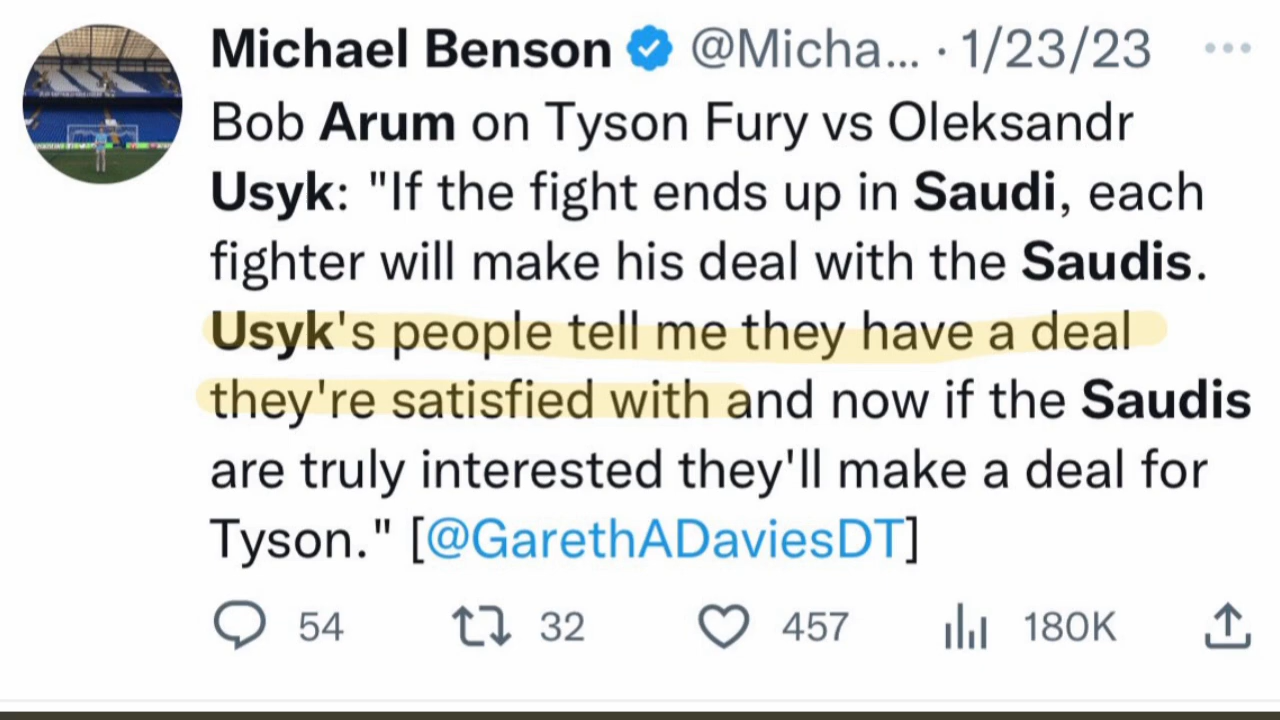 Michael Benson @Micha... · 1/23/23
Bob Arum on Tyson Fury vs Oleksandr
Usyk: "If the fight ends up in Saudi, each
fighter will make his deal with the Saudis.
Usyk's people tell me they have a deal
they're satisfied with and now if the Saudis
are truly interested they'll make a deal for
Tyson." [@GarethADaviesDT]
54 32 457 180K